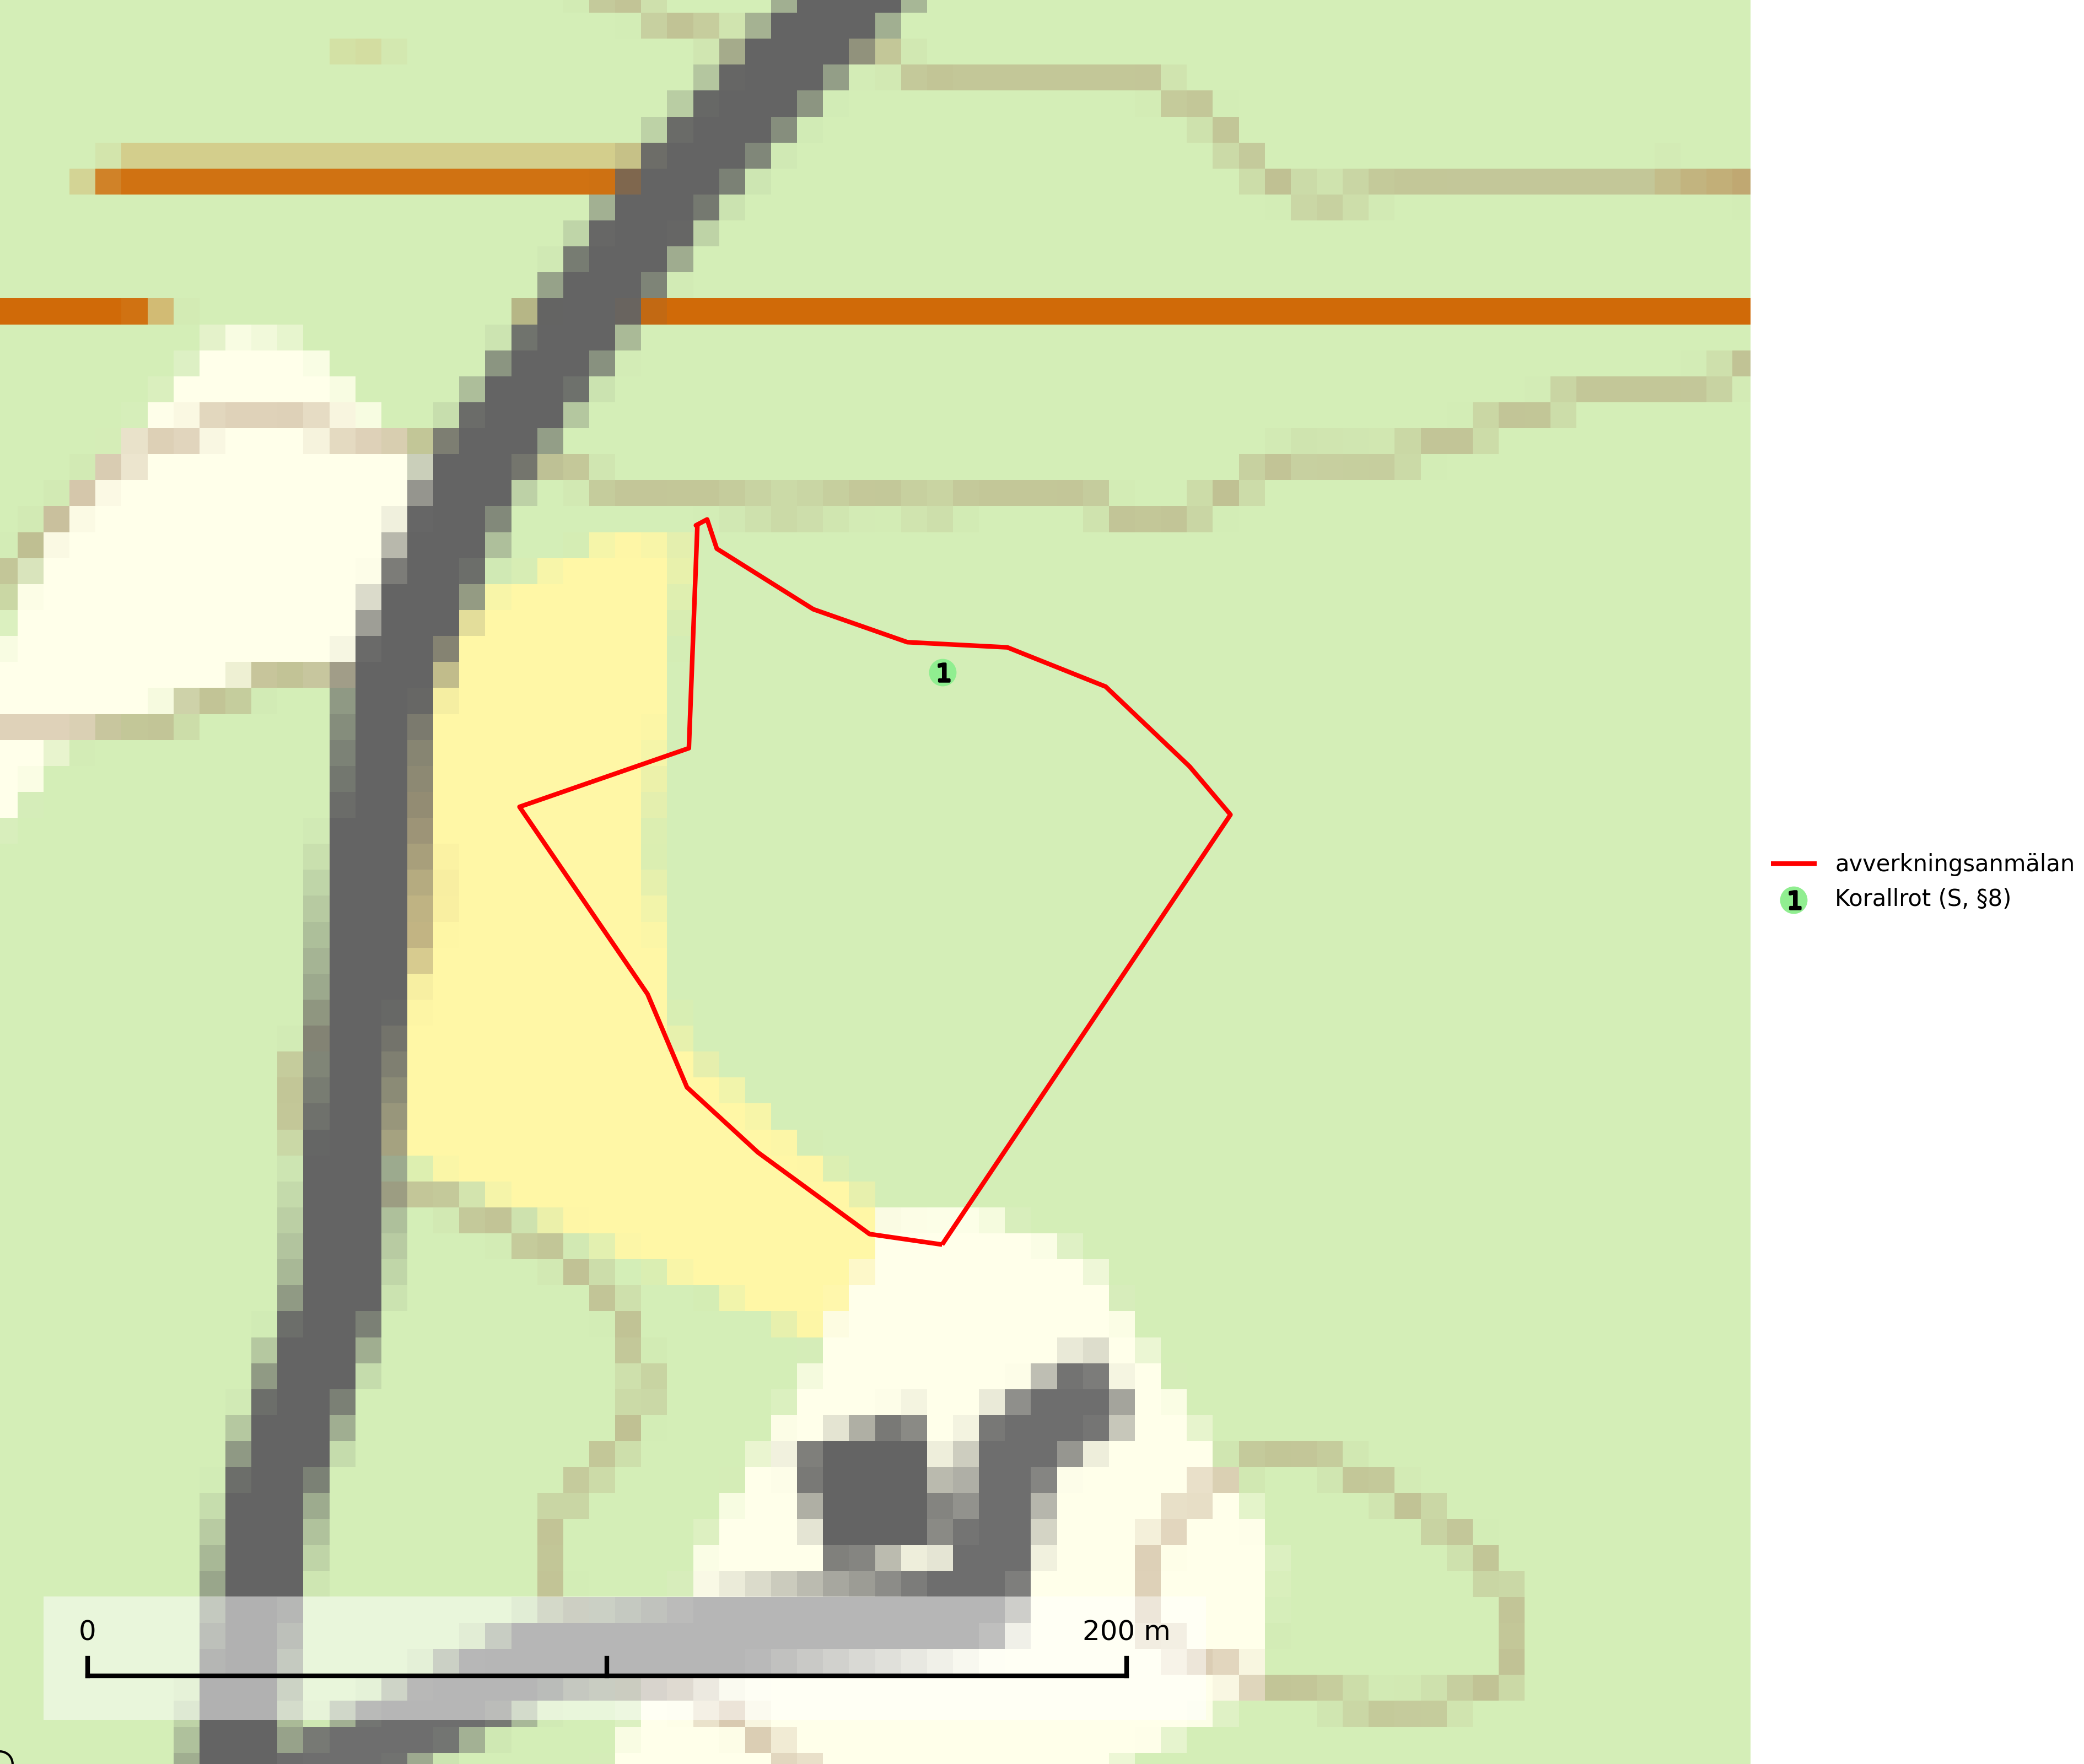 1
avverkningsanmälan
1 Korallrot (S, §8)
0 200 m